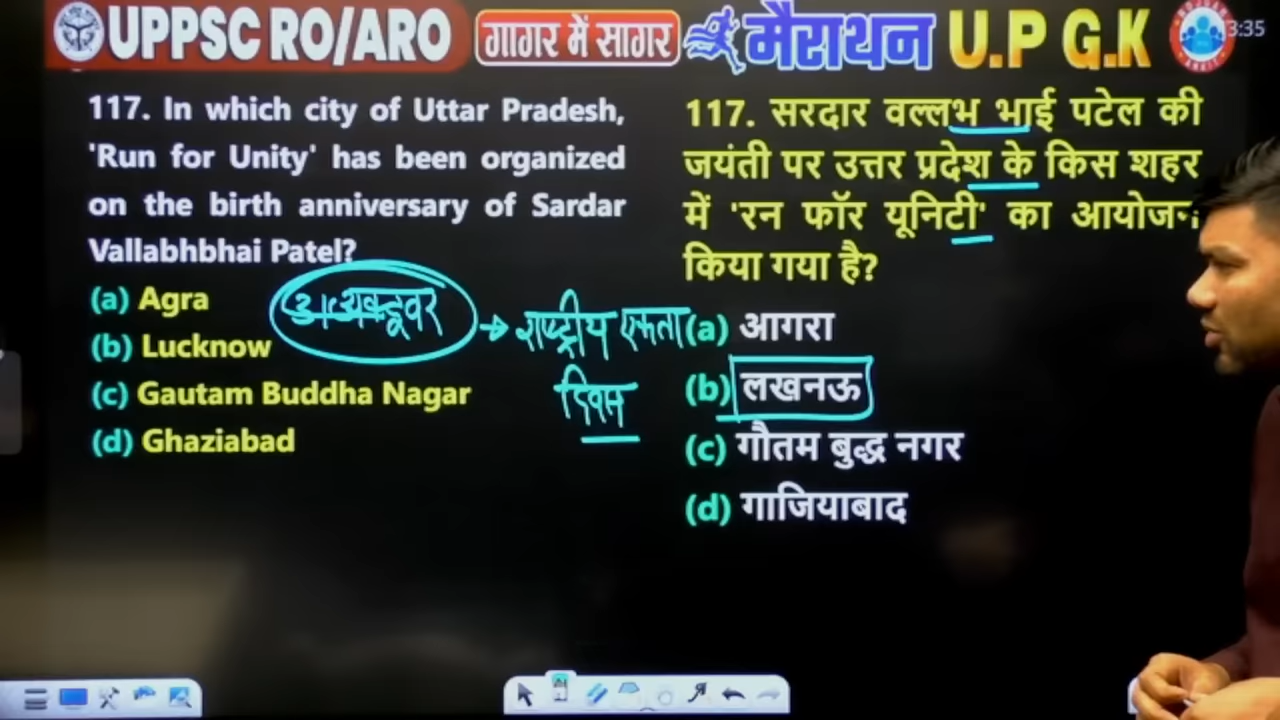 UPPSC RO/ARO गागर में सागर मैराथन U.P G.K
3:35
117. In which city of Uttar Pradesh,
'Run for Unity' has been organized
on the birth anniversary of Sardar
Vallabhbhai Patel?
(a) Agra
(b) Lucknow
(c) Gautam Buddha Nagar
(d) Ghaziabad
31 अक्टूबर → राष्ट्रीय एकता
दिवस
117. सरदार वल्लभ भाई पटेल की
जयंती पर उत्तर प्रदेश के किस शहर
में 'रन फॉर यूनिटी' का आयोजन
किया गया है?
(a) आगरा
(b) लखनऊ
(c) गौतम बुद्ध नगर
(d) गाजियाबाद